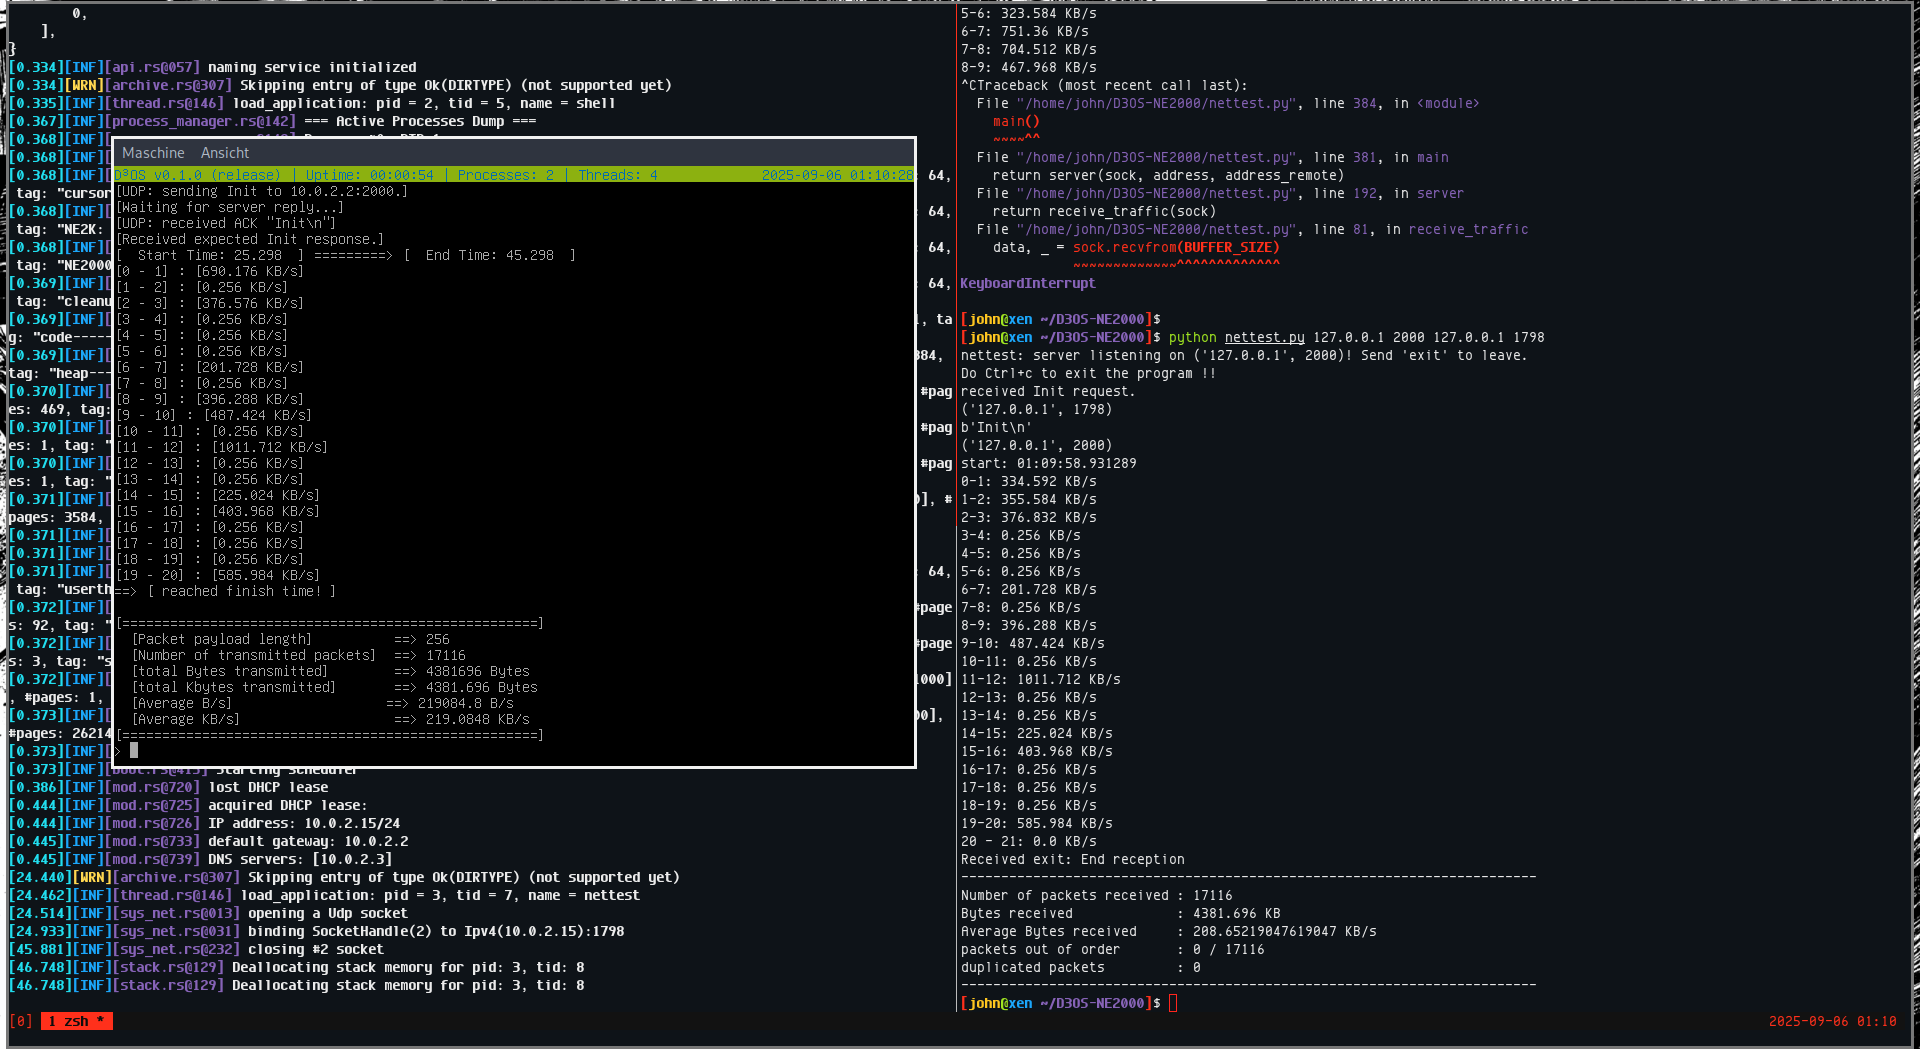 0,
    ],
}
[0.334][INF][api.rs@057] naming service initialized
[0.334][WRN][archive.rs@307] Skipping entry of type Ok(DIRTYPE) (not supported yet)
[0.335][INF][thread.rs@146] load_application: pid = 2, tid = 5, name = shell
[0.367][INF][process_manager.rs@142] === Active Processes Dump ===
[0.368][INF][
[0.368][INF][
[0.368][INF][
 tag: "cursor
[0.368][INF][
 tag: "NE2K:
[0.368][INF][
 tag: "NE2000
[0.369][INF][
 tag: "cleanu
[0.369][INF][
g: "code-----
[0.369][INF][
tag: "heap---
[0.370][INF][
es: 469, tag:
[0.370][INF][
es: 1, tag: "
[0.370][INF][
es: 1, tag: "
[0.371][INF][
pages: 3584,
[0.371][INF][
[0.371][INF][
[0.371][INF][
 tag: "userth
[0.372][INF][
s: 92, tag: "
[0.372][INF][
s: 3, tag: "s
[0.372][INF][
, #pages: 1,
[0.373][INF][
#pages: 26214
[0.373][INF][
[0.373][INF][boot.rs@415] Starting scheduler
[0.386][INF][mod.rs@720] lost DHCP lease
[0.444][INF][mod.rs@725] acquired DHCP lease:
[0.444][INF][mod.rs@726] IP address: 10.0.2.15/24
[0.445][INF][mod.rs@733] default gateway: 10.0.2.2
[0.445][INF][mod.rs@739] DNS servers: [10.0.2.3]
[24.440][WRN][archive.rs@307] Skipping entry of type Ok(DIRTYPE) (not supported yet)
[24.462][INF][thread.rs@146] load_application: pid = 3, tid = 7, name = nettest
[24.514][INF][sys_net.rs@013] opening a Udp socket
[24.933][INF][sys_net.rs@031] binding SocketHandle(2) to Ipv4(10.0.2.15):1798
[45.881][INF][sys_net.rs@232] closing #2 socket
[46.748][INF][stack.rs@129] Deallocating stack memory for pid: 3, tid: 8
[46.748][INF][stack.rs@129] Deallocating stack memory for pid: 3, tid: 8
Maschine Ansicht
D³OS v0.1.0 (release) | Uptime: 00:00:54 | Processes: 2 | Threads: 4 2025-09-06 01:10:28
[UDP: sending Init to 10.0.2.2:2000.]
[Waiting for server reply...]
[UDP: received ACK "Init\n"]
[Received expected Init response.]
[  Start Time: 25.298  ] =========> [  End Time: 45.298  ]
[0 - 1] : [690.176 KB/s]
[1 - 2] : [0.256 KB/s]
[2 - 3] : [376.576 KB/s]
[3 - 4] : [0.256 KB/s]
[4 - 5] : [0.256 KB/s]
[5 - 6] : [0.256 KB/s]
[6 - 7] : [201.728 KB/s]
[7 - 8] : [0.256 KB/s]
[8 - 9] : [396.288 KB/s]
[9 - 10] : [487.424 KB/s]
[10 - 11] : [0.256 KB/s]
[11 - 12] : [1011.712 KB/s]
[12 - 13] : [0.256 KB/s]
[13 - 14] : [0.256 KB/s]
[14 - 15] : [225.024 KB/s]
[15 - 16] : [403.968 KB/s]
[16 - 17] : [0.256 KB/s]
[17 - 18] : [0.256 KB/s]
[18 - 19] : [0.256 KB/s]
[19 - 20] : [585.984 KB/s]
==> [ reached finish time! ]
[====================================================]
[Packet payload length] ==> 256
[Number of transmitted packets] ==> 17116
[total Bytes transmitted] ==> 4381696 Bytes
[total Kbytes transmitted] ==> 4381.696 Bytes
[Average B/s] ==> 219084.8 B/s
[Average KB/s] ==> 219.0848 KB/s
[====================================================]
>
64,
64,
64,
64,
, ta
384,
#pag
#pag
#pag
], #
64,
#page
#page
1000]
00],
5-6: 323.584 KB/s
6-7: 751.36 KB/s
7-8: 704.512 KB/s
8-9: 467.968 KB/s
^CTraceback (most recent call last):
  File "/home/john/D3OS-NE2000/nettest.py", line 384, in <module>
    main()
    ~~~~^^
  File "/home/john/D3OS-NE2000/nettest.py", line 381, in main
    return server(sock, address, address_remote)
  File "/home/john/D3OS-NE2000/nettest.py", line 192, in server
    return receive_traffic(sock)
  File "/home/john/D3OS-NE2000/nettest.py", line 81, in receive_traffic
    data, _ = sock.recvfrom(BUFFER_SIZE)
              ~~~~~~~~~~~~~^^^^^^^^^^^^^
KeyboardInterrupt
[john@xen ~/D3OS-NE2000]$
[john@xen ~/D3OS-NE2000]$ python nettest.py 127.0.0.1 2000 127.0.0.1 1798
nettest: server listening on ('127.0.0.1', 2000)! Send 'exit' to leave.
Do Ctrl+c to exit the program !!
received Init request.
('127.0.0.1', 1798)
b'Init\n'
('127.0.0.1', 2000)
start: 01:09:58.931289
0-1: 334.592 KB/s
1-2: 355.584 KB/s
2-3: 376.832 KB/s
3-4: 0.256 KB/s
4-5: 0.256 KB/s
5-6: 0.256 KB/s
6-7: 201.728 KB/s
7-8: 0.256 KB/s
8-9: 396.288 KB/s
9-10: 487.424 KB/s
10-11: 0.256 KB/s
11-12: 1011.712 KB/s
12-13: 0.256 KB/s
13-14: 0.256 KB/s
14-15: 225.024 KB/s
15-16: 403.968 KB/s
16-17: 0.256 KB/s
17-18: 0.256 KB/s
18-19: 0.256 KB/s
19-20: 585.984 KB/s
20 - 21: 0.0 KB/s
Received exit: End reception
------------------------------------------------------------------------
Number of packets received : 17116
Bytes received             : 4381.696 KB
Average Bytes received     : 208.65219047619047 KB/s
packets out of order       : 0 / 17116
duplicated packets         : 0
------------------------------------------------------------------------
[john@xen ~/D3OS-NE2000]$
[0] 1 zsh * 2025-09-06 01:10